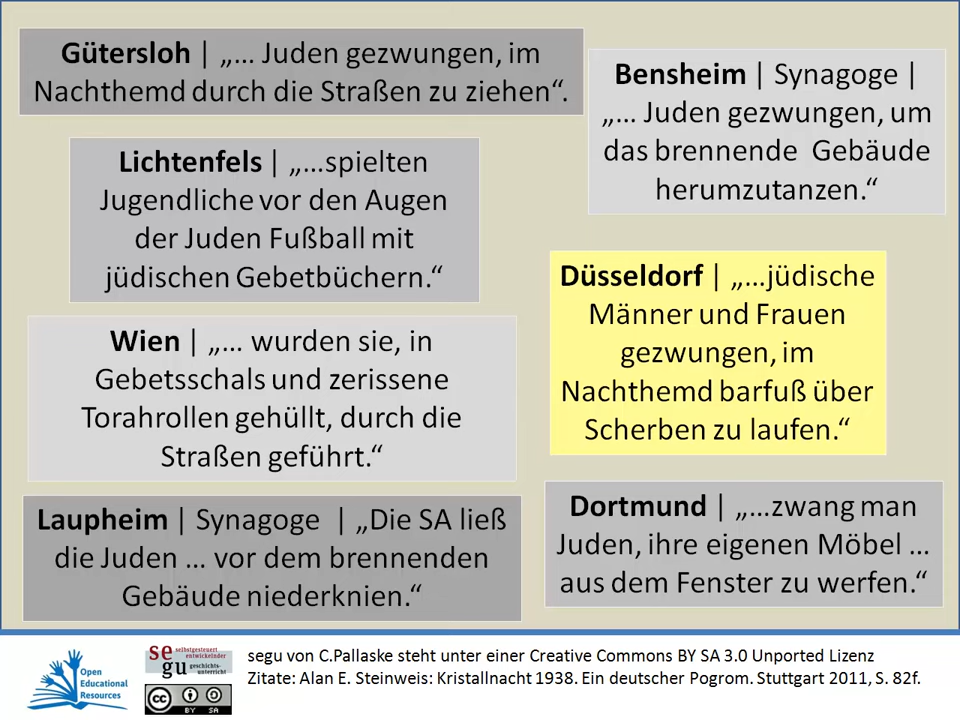 Gütersloh | „… Juden gezwungen, im
Nachthemd durch die Straßen zu ziehen“.
Bensheim | Synagoge |
„… Juden gezwungen, um
das brennende Gebäude
herumzutanzen.“
Lichtenfels | „…spielten
Jugendliche vor den Augen
der Juden Fußball mit
jüdischen Gebetbüchern.“
Düsseldorf | „…jüdische
Männer und Frauen
gezwungen, im
Nachthemd barfuß über
Scherben zu laufen.“
Wien | „… wurden sie, in
Gebetsschals und zerissene
Torahrollen gehüllt, durch die
Straßen geführt.“
Laupheim | Synagoge | „Die SA ließ
die Juden … vor dem brennenden
Gebäude niederknien.“
Dortmund | „…zwang man
Juden, ihre eigenen Möbel …
aus dem Fenster zu werfen.“
Open
Educational
Resources
segu
selbstgesteuert
entwickelnder
geschichts-
unterricht
cc
BY SA
segu von C.Pallaske steht unter einer Creative Commons BY SA 3.0 Unported Lizenz
Zitate: Alan E. Steinweis: Kristallnacht 1938. Ein deutscher Pogrom. Stuttgart 2011, S. 82f.